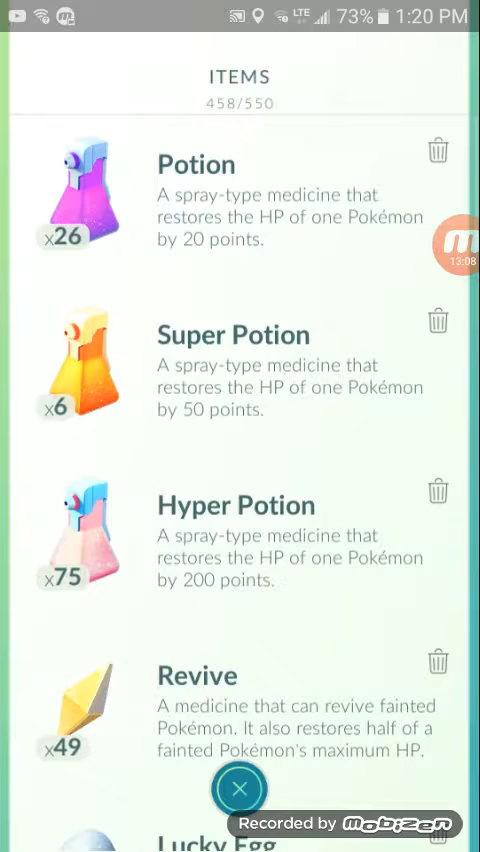 LTE 73% 1:20 PM
ITEMS
458/550
Potion
A spray-type medicine that
restores the HP of one Pokémon
by 20 points.
x26
13:08
Super Potion
A spray-type medicine that
restores the HP of one Pokémon
by 50 points.
x6
Hyper Potion
A spray-type medicine that
restores the HP of one Pokémon
by 200 points.
x75
Revive
A medicine that can revive fainted
Pokémon. It also restores half of a
fainted Pokémon's maximum HP.
x49
Recorded by mobizen
Lucky Egg